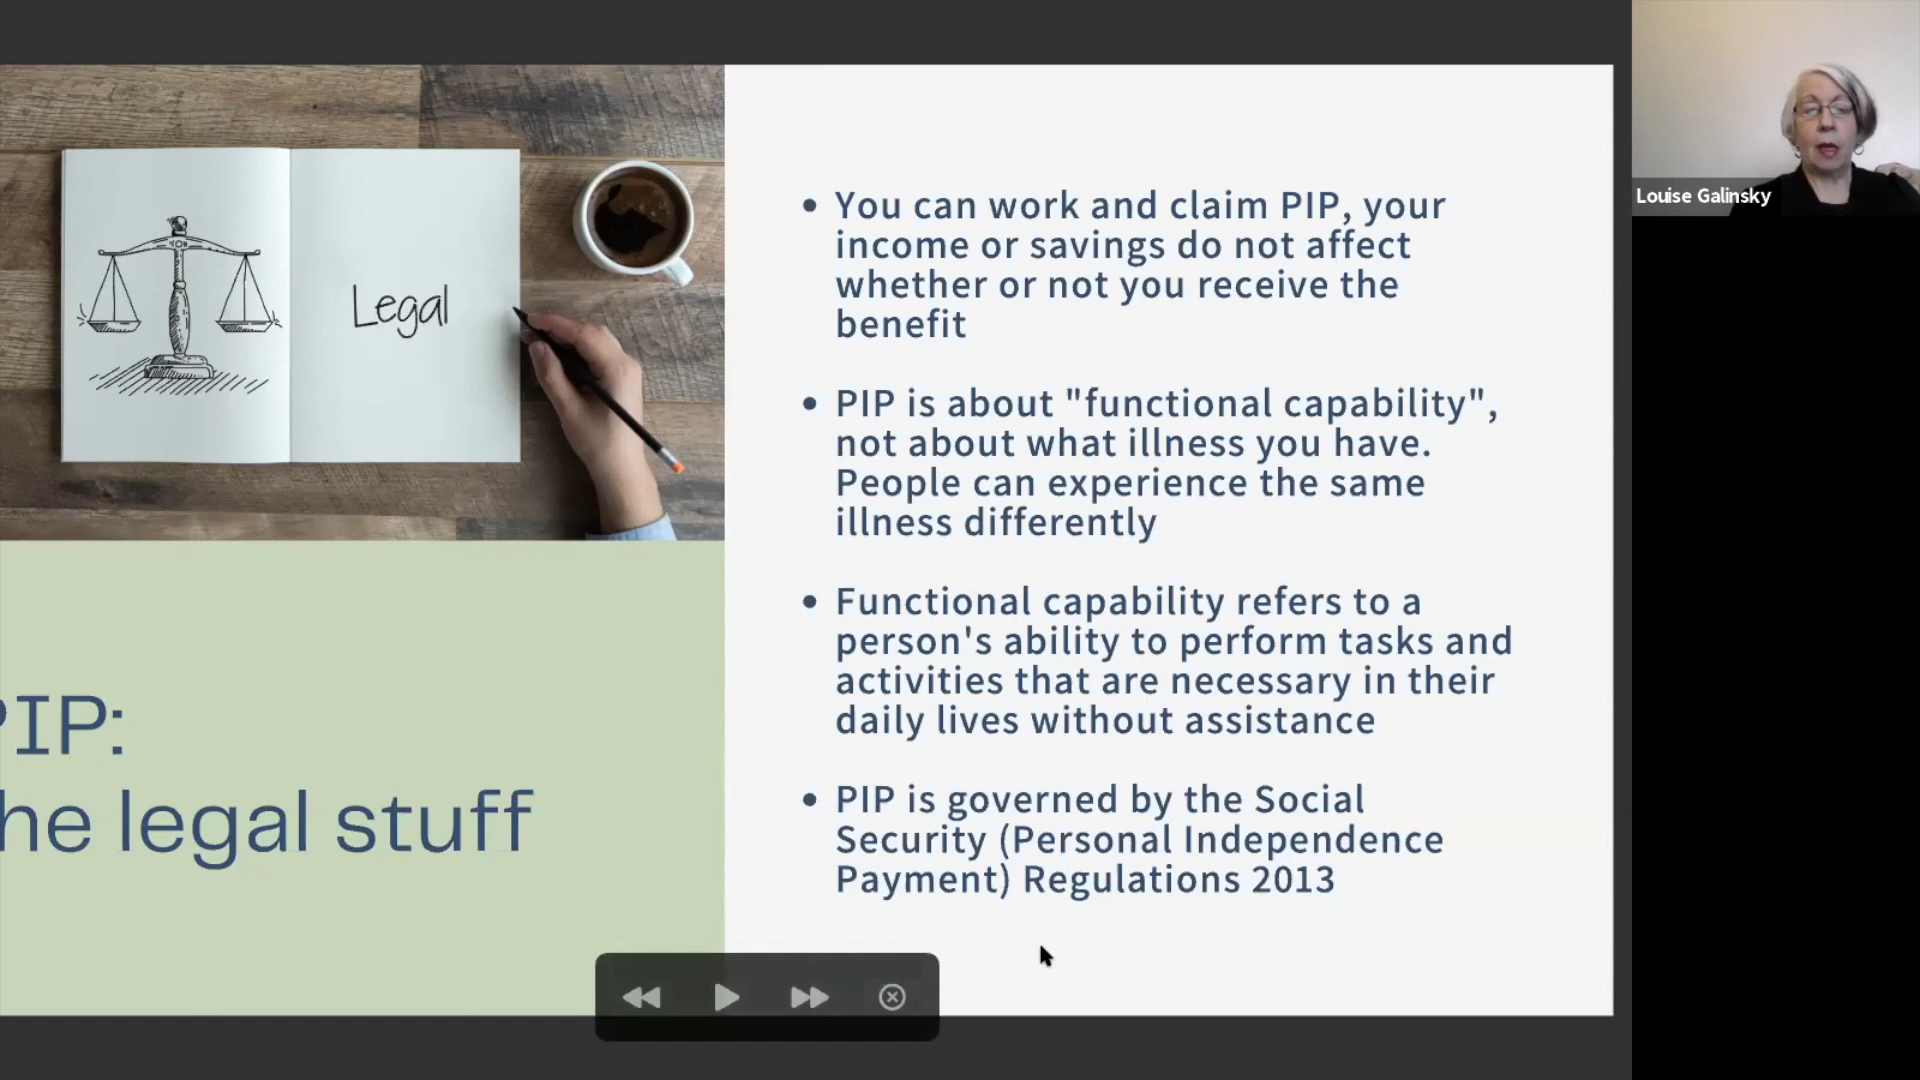 Legal
PIP:
he legal stuff
• You can work and claim PIP, your
income or savings do not affect
whether or not you receive the
benefit
• PIP is about "functional capability",
not about what illness you have.
People can experience the same
illness differently
• Functional capability refers to a
person's ability to perform tasks and
activities that are necessary in their
daily lives without assistance
• PIP is governed by the Social
Security (Personal Independence
Payment) Regulations 2013
Louise Galinsky